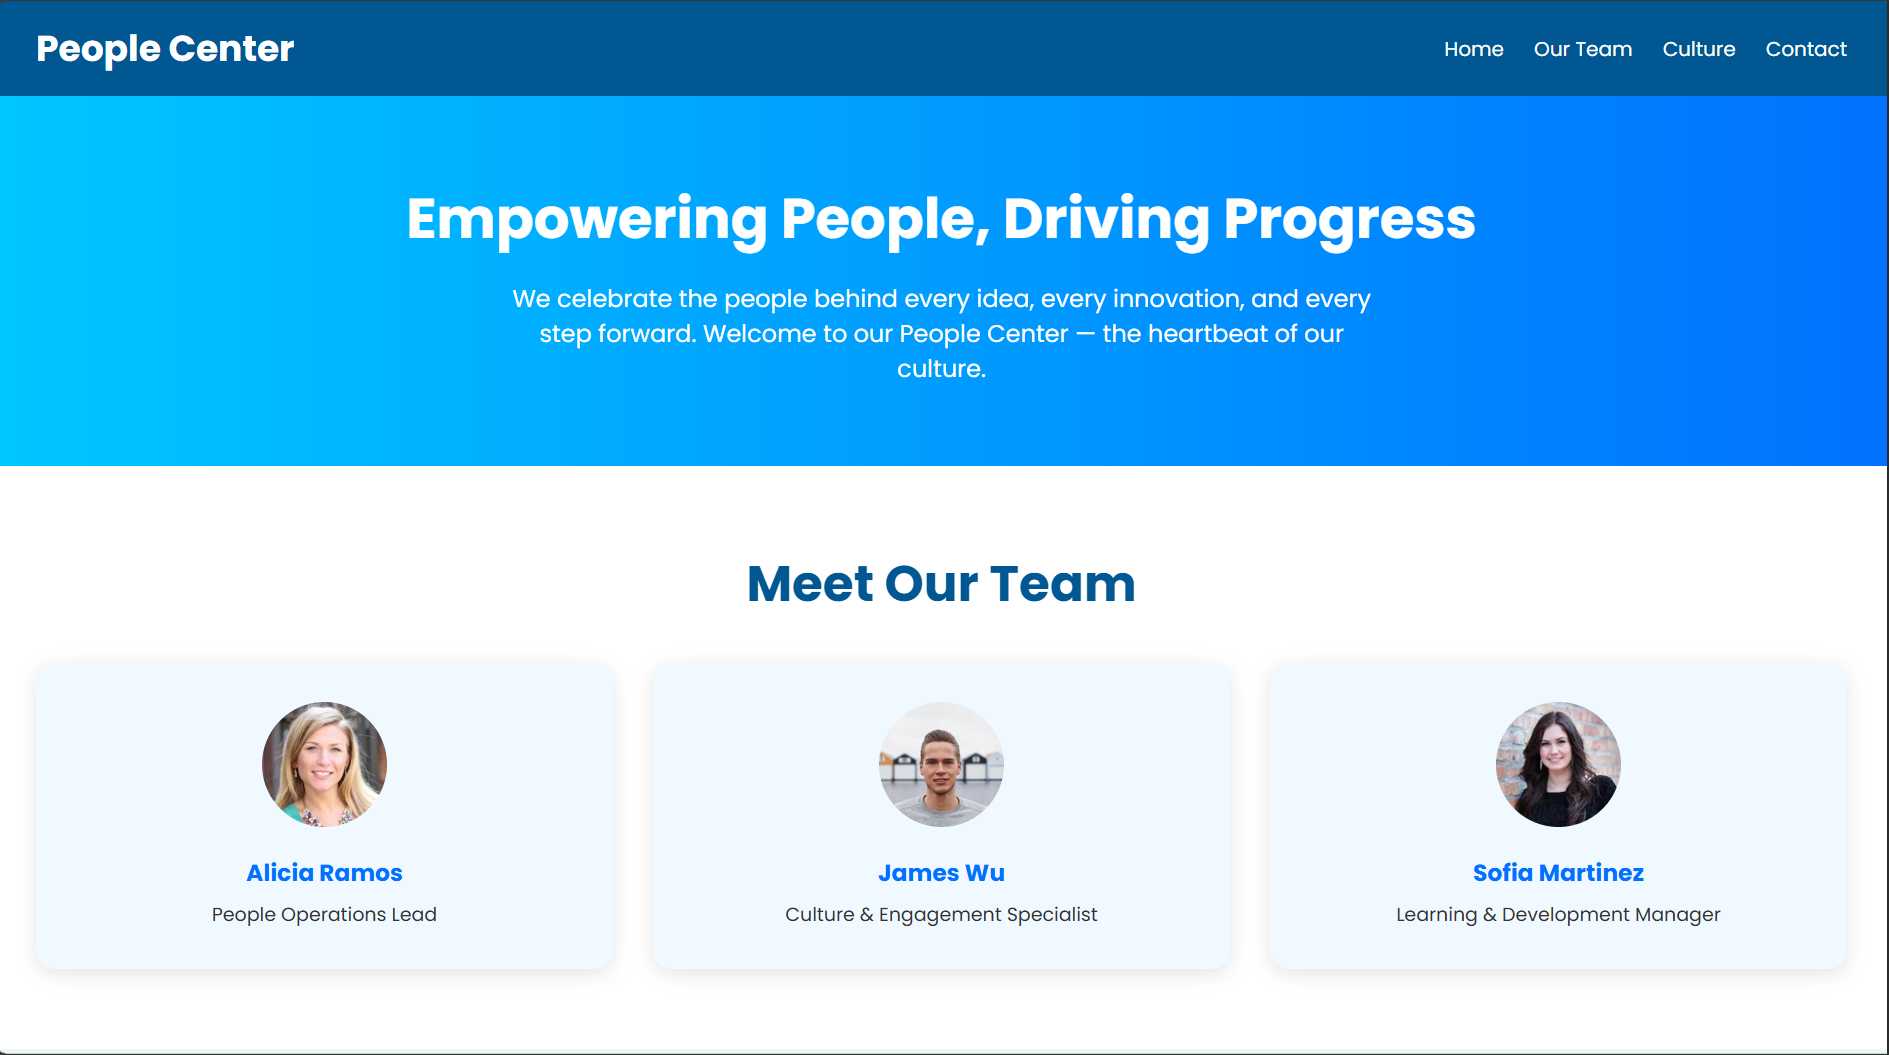 People Center
Home
Our Team
Culture
Contact
Empowering People, Driving Progress
We celebrate the people behind every idea, every innovation, and every
step forward. Welcome to our People Center — the heartbeat of our
culture.
Meet Our Team
Alicia Ramos
People Operations Lead
James Wu
Culture & Engagement Specialist
Sofia Martinez
Learning & Development Manager